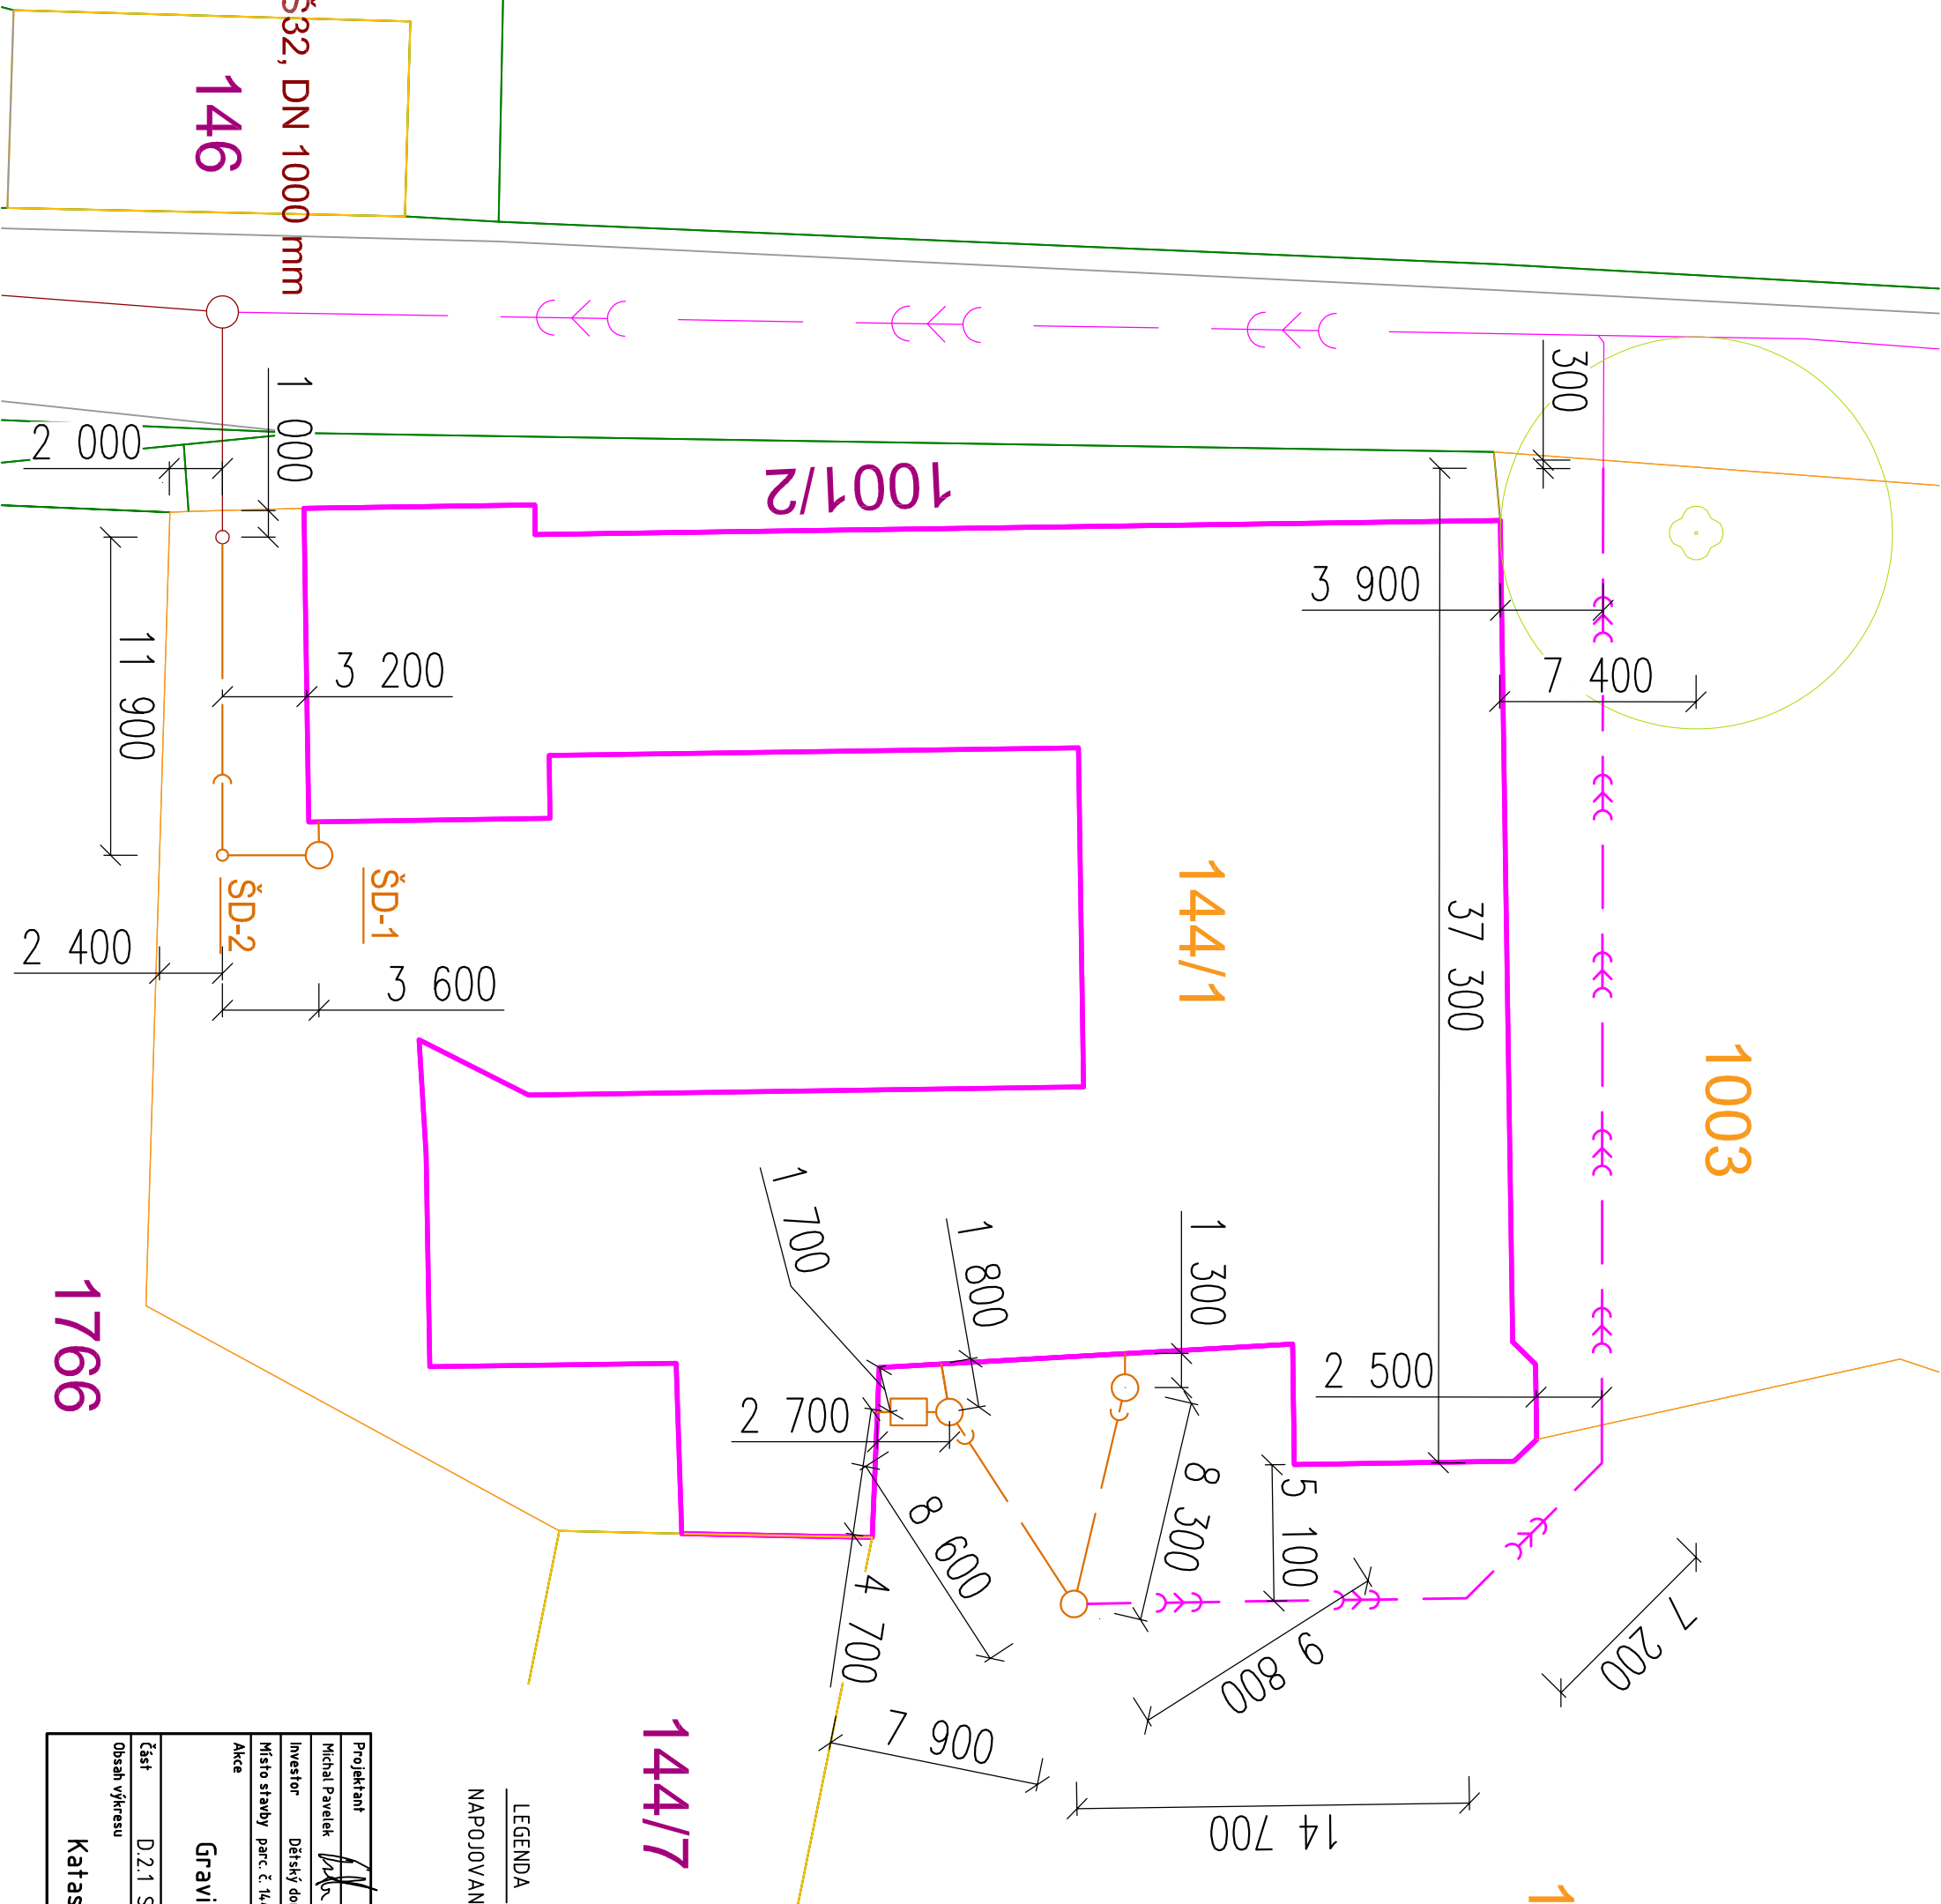 Š32, DN 1000 mm
146
1 000
2 000
300
1001/2
3 900
7 400
11 900
3 200
ŠD-1
ŠD-2
144/1
37 300
2 400
3 600
1003
1 700
1 800
1 300
1766
2 500
2 700
8 300
5 100
8 600
4 700
9 800
7 200
7 900
144/7
14 700
LEGENDA
NAPOJOVAN
Projektant
Michal Pavelek
Investor Dětský do
Místo stavby parc. č. 14
Akce
Gravi
Část D.2.1 S
Obsah výkresu
Katas
1